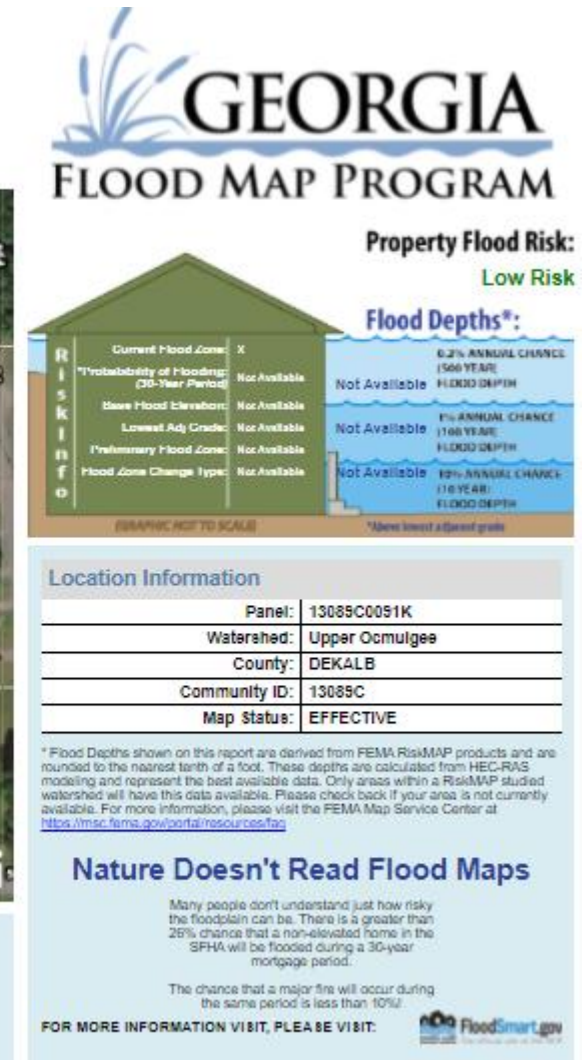 GEORGIA
FLOOD MAP PROGRAM
Property Flood Risk:
Low Risk
Flood Depths*:
Risk Info
Current Flood Zone: X
*Probability of Flooding: Not Available
(30-Year Period)
Base Flood Elevation: Not Available
Lowest Adj Grade: Not Available
Preliminary Flood Zone: Not Available
Flood Zone Change Type: Not Available
Not Available
0.2% ANNUAL CHANCE
(500 YEAR)
FLOOD DEPTH
Not Available
1% ANNUAL CHANCE
(100 YEAR)
FLOOD DEPTH
Not Available
10% ANNUAL CHANCE
(10 YEAR)
FLOOD DEPTH
(GRAPHIC NOT TO SCALE)
*Above lowest adjacent grade
Location Information
Panel: 13089C0091K
Watershed: Upper Ocmulgee
County: DEKALB
Community ID: 13089C
Map Status: EFFECTIVE
* Flood Depths shown on this report are derived from FEMA RiskMAP products and are
rounded to the nearest tenth of a foot. These depths are calculated from HEC-RAS
modeling and represent the best available data. Only areas within a RiskMAP studied
watershed will have this data available. Please check back if your area is not currently
available. For more information, please visit the FEMA Map Service Center at
https://msc.fema.gov/portal/resources/faq
Nature Doesn't Read Flood Maps
Many people don't understand just how risky
the floodplain can be. There is a greater than
26% chance that a non-elevated home in the
SFHA will be flooded during a 30-year
mortgage period.
The chance that a major fire will occur during
the same period is less than 10%!
FOR MORE INFORMATION VISIT, PLEASE VISIT:
FloodSmart.gov